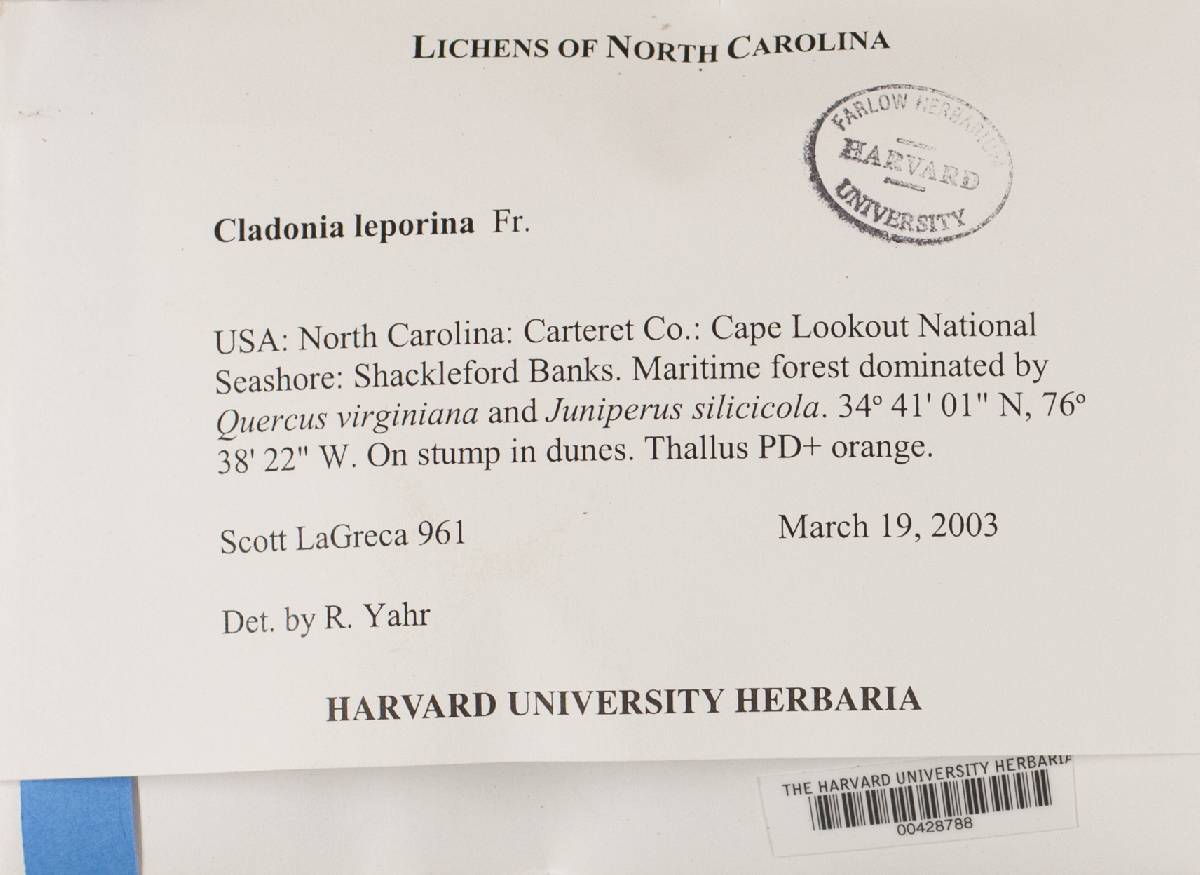 LICHENS OF NORTH CAROLINA
FARLOW HERBARIUM
HARVARD
UNIVERSITY
Cladonia leporina Fr.
USA: North Carolina: Carteret Co.: Cape Lookout National
Seashore: Shackleford Banks. Maritime forest dominated by
Quercus virginiana and Juniperus silicicola. 34° 41' 01" N, 76°
38' 22" W. On stump in dunes. Thallus PD+ orange.
Scott LaGreca 961
March 19, 2003
Det. by R. Yahr
HARVARD UNIVERSITY HERBARIA
THE HARVARD UNIVERSITY HERBARIA
00428788